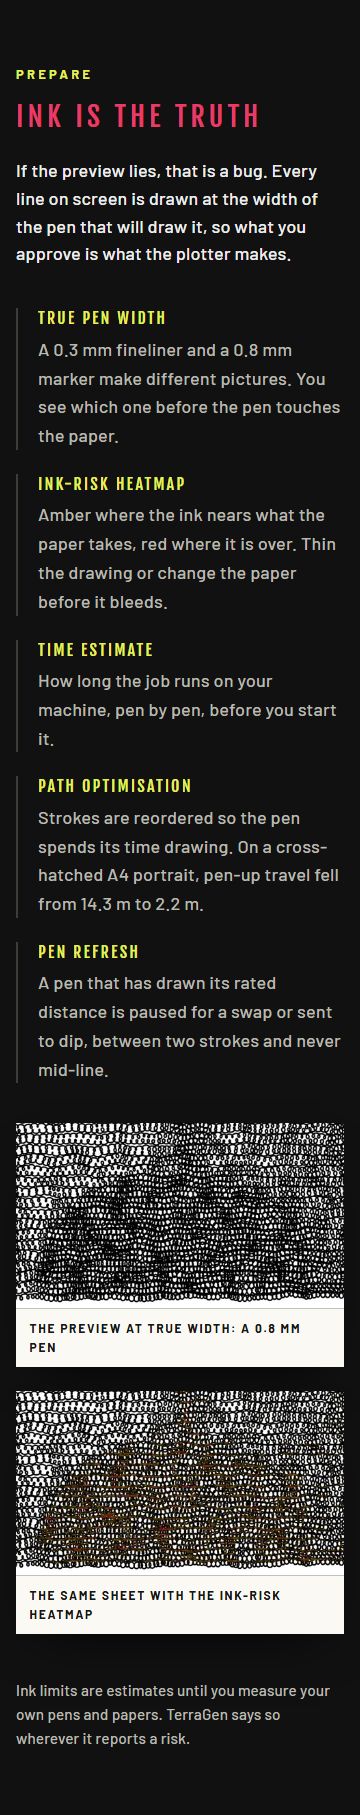 PREPARE
INK IS THE TRUTH
If the preview lies, that is a bug. Every
line on screen is drawn at the width of
the pen that will draw it, so what you
approve is what the plotter makes.
TRUE PEN WIDTH
A 0.3 mm fineliner and a 0.8 mm
marker make different pictures. You
see which one before the pen touches
the paper.
INK-RISK HEATMAP
Amber where the ink nears what the
paper takes, red where it is over. Thin
the drawing or change the paper
before it bleeds.
TIME ESTIMATE
How long the job runs on your
machine, pen by pen, before you start
it.
PATH OPTIMISATION
Strokes are reordered so the pen
spends its time drawing. On a cross-
hatched A4 portrait, pen-up travel fell
from 14.3 m to 2.2 m.
PEN REFRESH
A pen that has drawn its rated
distance is paused for a swap or sent
to dip, between two strokes and never
mid-line.
THE PREVIEW AT TRUE WIDTH: A 0.8 MM
PEN
THE SAME SHEET WITH THE INK-RISK
HEATMAP
Ink limits are estimates until you measure your
own pens and papers. TerraGen says so
wherever it reports a risk.